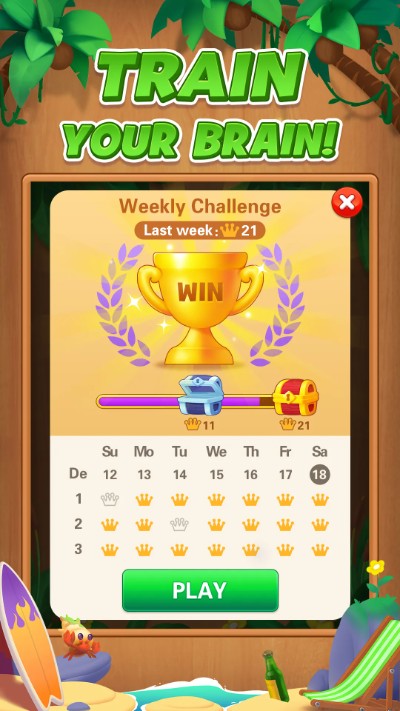 TRAIN
YOUR BRAIN!
Weekly Challenge
Last week: 21
WIN
11 21
Su Mo Tu We Th Fr Sa
De 12 13 14 15 16 17 18
1
2
3
PLAY